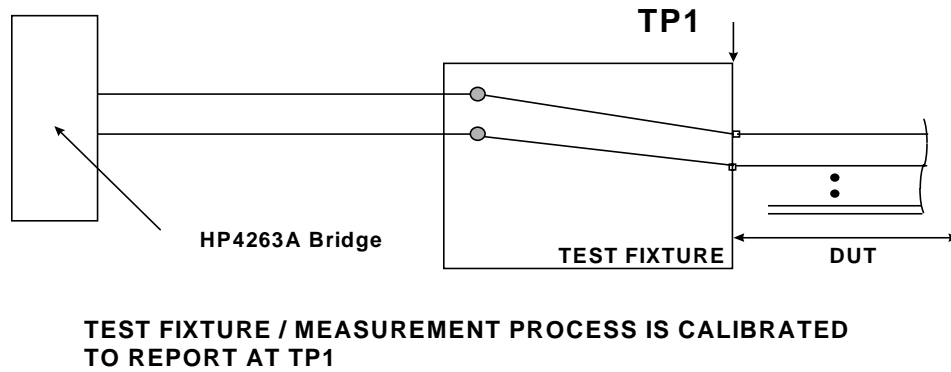 TP1
HP4263A Bridge
TEST FIXTURE
DUT
TEST FIXTURE / MEASUREMENT PROCESS IS CALIBRATED
TO REPORT AT TP1